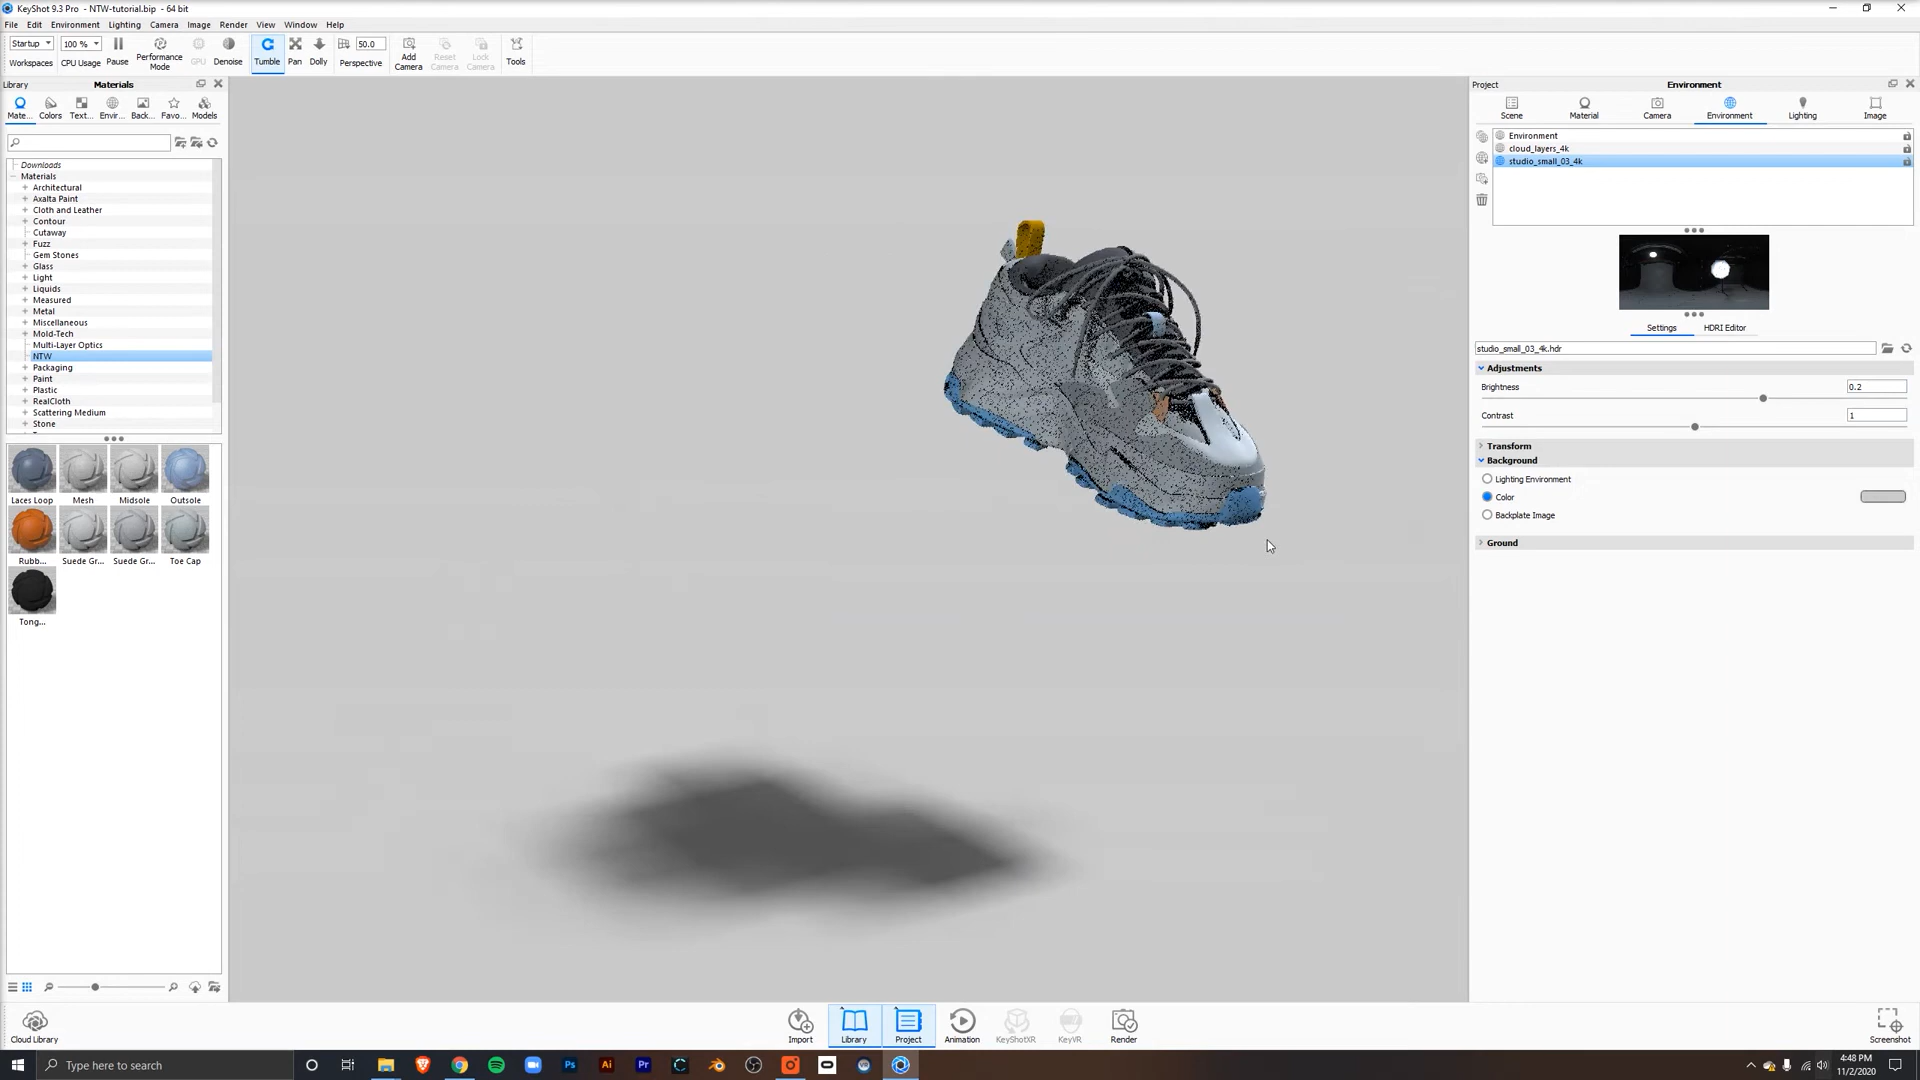 KeyShot 9.3 Pro - NTW-tutorial.bip - 64 bit
File Edit Environment Lighting Camera Image Render View Window Help
Startup 100 % 50.0
Workspaces CPU Usage Pause Performance Mode GPU Denoise Tumble Pan Dolly Perspective Add Camera Reset Camera Lock Camera Tools
Library Materials
Mate... Colors Text... Envir... Back... Favo... Models
Downloads
Materials
Architectural
Axalta Paint
Cloth and Leather
Contour
Cutaway
Fuzz
Gem Stones
Glass
Light
Liquids
Measured
Metal
Miscellaneous
Mold-Tech
Multi-Layer Optics
NTW
Packaging
Paint
Plastic
RealCloth
Scattering Medium
Stone
Laces Loop Mesh Midsole Outsole
Rubb... Suede Gr... Suede Gr... Toe Cap
Tong...
Project Environment
Scene Material Camera Environment Lighting Image
Environment
cloud_layers_4k
studio_small_03_4k
Settings HDRI Editor
studio_small_03_4k.hdr
Adjustments
Brightness 0.2
Contrast 1
Transform
Background
Lighting Environment
Color
Backplate Image
Ground
Cloud Library Import Library Project Animation KeyShotXR KeyVR Render Screenshot
Type here to search
Ps Ai Pr
4:48 PM
11/2/2020